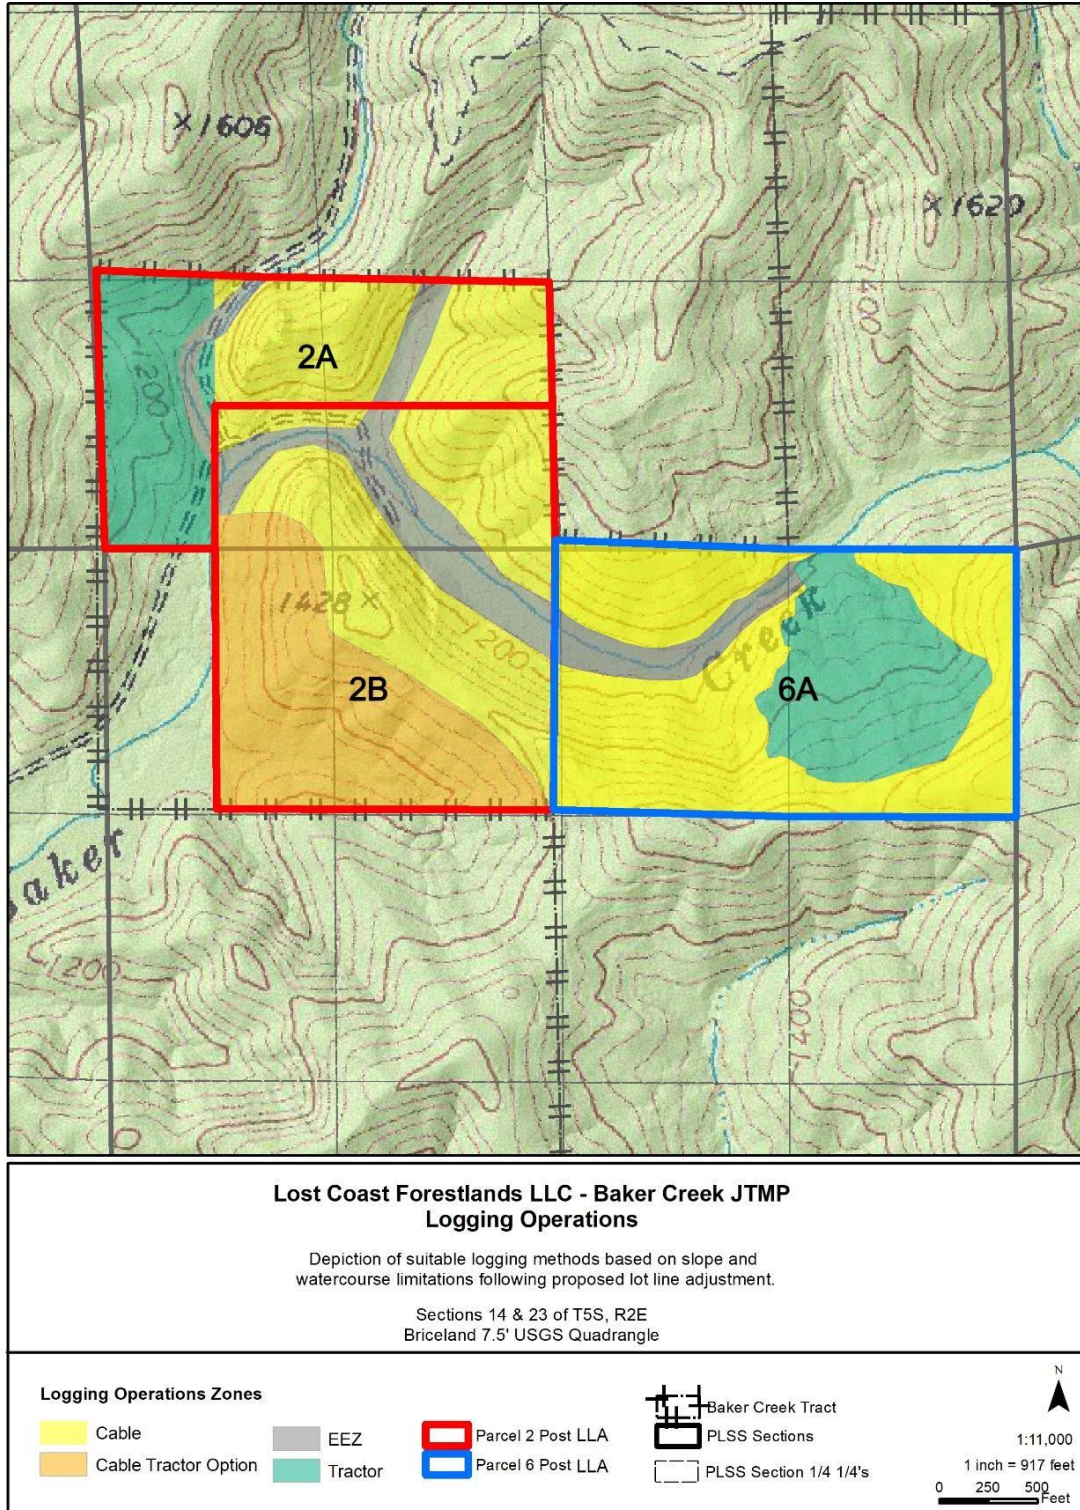 ×1606
×1620
1400
1200
2A
1428 ×
1200
2B
Creek
6A
aker
1200
1400
Lost Coast Forestlands LLC - Baker Creek JTMP
Logging Operations
Depiction of suitable logging methods based on slope and
watercourse limitations following proposed lot line adjustment.
Sections 14 & 23 of T5S, R2E
Briceland 7.5' USGS Quadrangle
Logging Operations Zones
Cable
Cable Tractor Option
EEZ
Tractor
Parcel 2 Post LLA
Parcel 6 Post LLA
Baker Creek Tract
PLSS Sections
PLSS Section 1/4 1/4's
N
1:11,000
1 inch = 917 feet
0 250 500
Feet